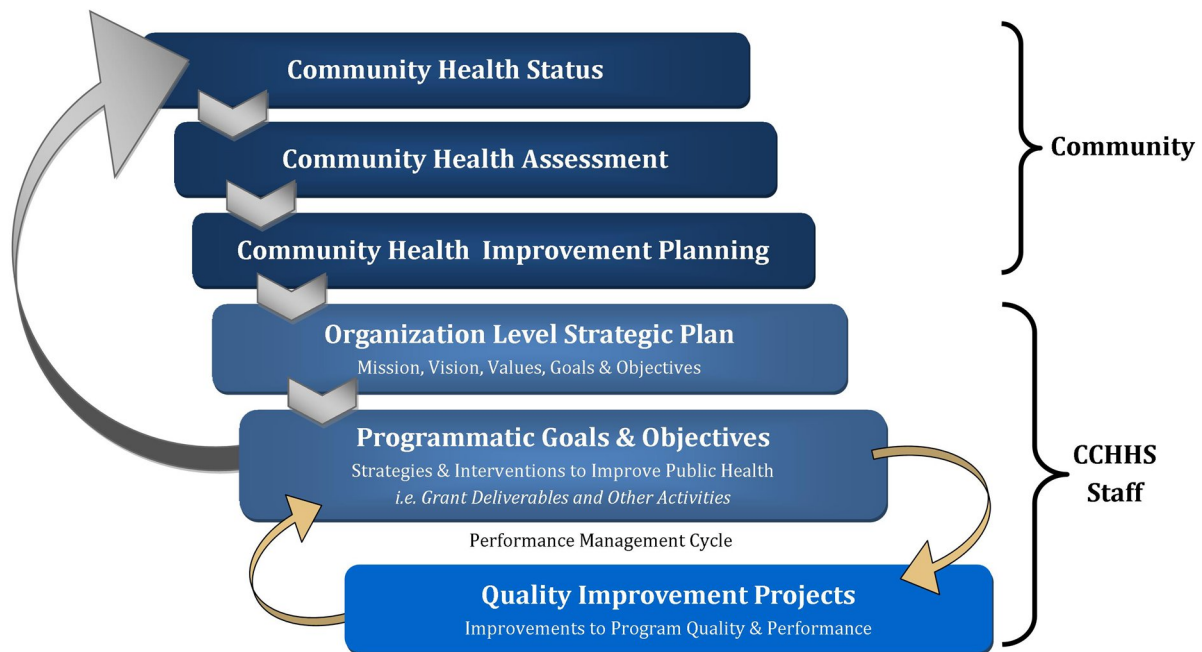 Community Health Status
Community Health Assessment
Community Health  Improvement Planning
Community
Organization Level Strategic Plan
Mission, Vision, Values, Goals & Objectives
Programmatic Goals & Objectives
Strategies & Interventions to Improve Public Health
i.e. Grant Deliverables and Other Activities
CCHHS
Staff
Performance Management Cycle
Quality Improvement Projects
Improvements to Program Quality & Performance